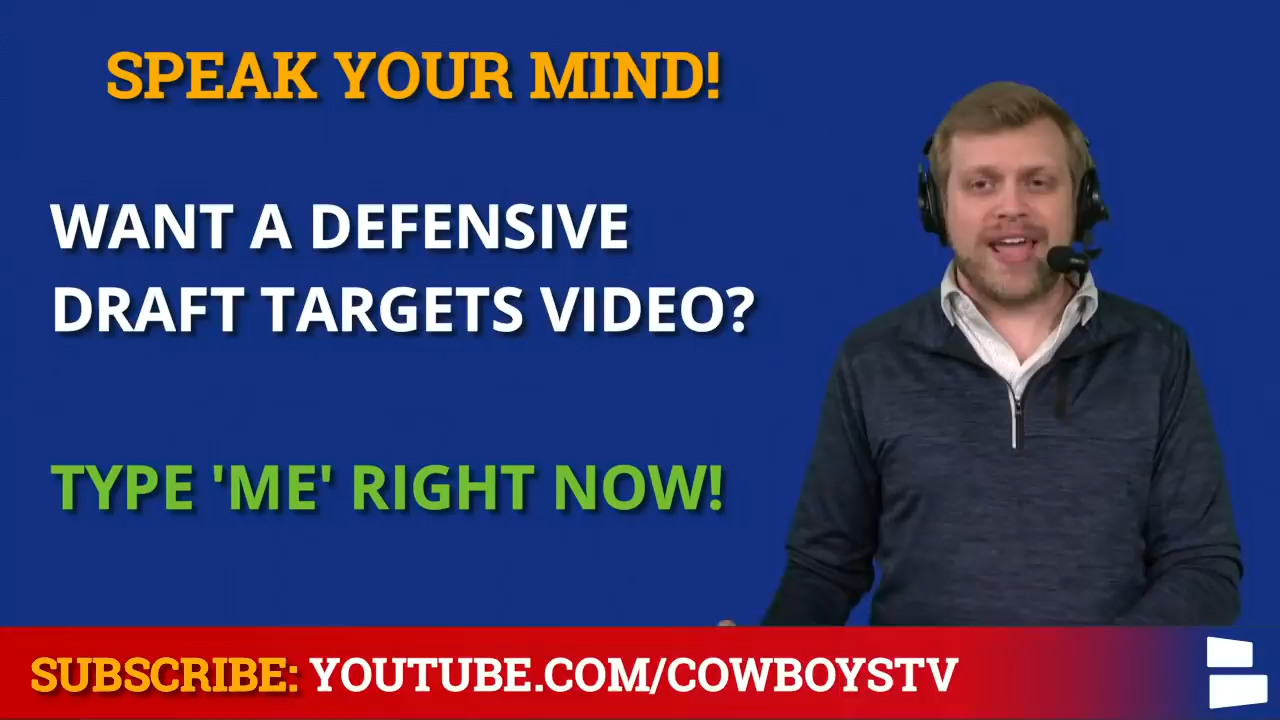 SPEAK YOUR MIND!
WANT A DEFENSIVE
DRAFT TARGETS VIDEO?
TYPE 'ME' RIGHT NOW!
SUBSCRIBE: YOUTUBE.COM/COWBOYSTV